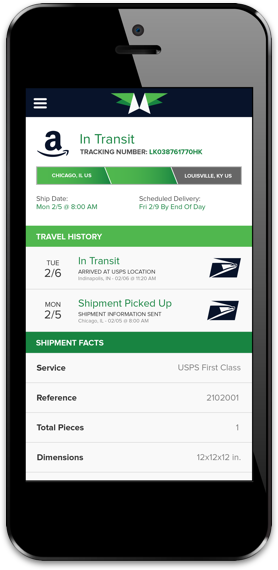 a
In Transit
TRACKING NUMBER: LK038761770HK
CHICAGO, IL US
LOUISVILLE, KY US
Ship Date:
Mon 2/5 @ 8:00 AM
Scheduled Delivery:
Fri 2/9 By End Of Day
TRAVEL HISTORY
TUE
2/6
In Transit
ARRIVED AT USPS LOCATION
Indianapolis, IN - 02/06 @ 11:20 AM
MON
2/5
Shipment Picked Up
SHIPMENT INFORMATION SENT
Chicago, IL - 02/05 @ 8:00 AM
SHIPMENT FACTS
Service
USPS First Class
Reference
2102001
Total Pieces
1
Dimensions
12x12x12 in.